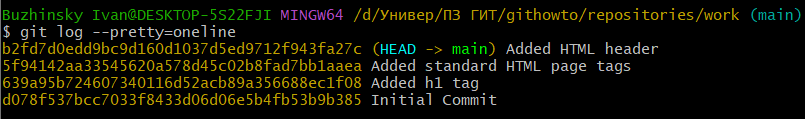 Buzhinsky Ivan@DESKTOP-5S22FJI MINGW64 /d/Универ/ПЗ ГИТ/githowto/repositories/work (main)
$ git log --pretty=oneline
b2fd7d0edd9bc9d160d1037d5ed9712f943fa27c (HEAD -> main) Added HTML header
5f94142aa33545620a578d45c02b8fad7bb1aaea Added standard HTML page tags
639a95b724607340116d52acb89a356688ec1f08 Added h1 tag
d078f537bcc7033f8433d06d06e5b4fb53b9b385 Initial Commit